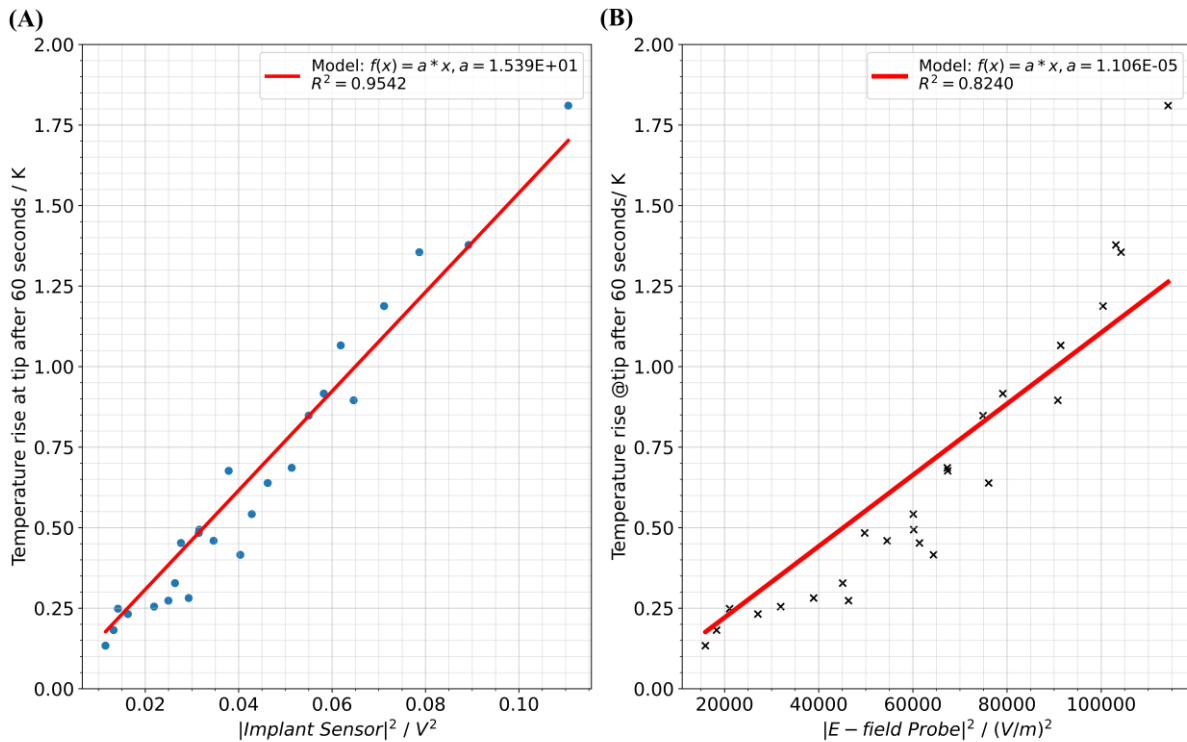 (A)
(B)
Model: f(x) = a * x, a = 1.539E+01
R² = 0.9542
2.00
1.75
1.50
1.25
1.00
0.75
0.50
0.25
0.00
Temperature rise at tip after 60 seconds/ K
0.02 0.04 0.06 0.08 0.10
|Implant Sensor|² / V²
Model: f(x) = a * x, a = 1.106E-05
R² = 0.8240
2.00
1.75
1.50
1.25
1.00
0.75
0.50
0.25
0.00
Temperature rise @tip after 60 seconds/ K
20000 40000 60000 80000 100000
|E − field Probe|² / (V/m)²